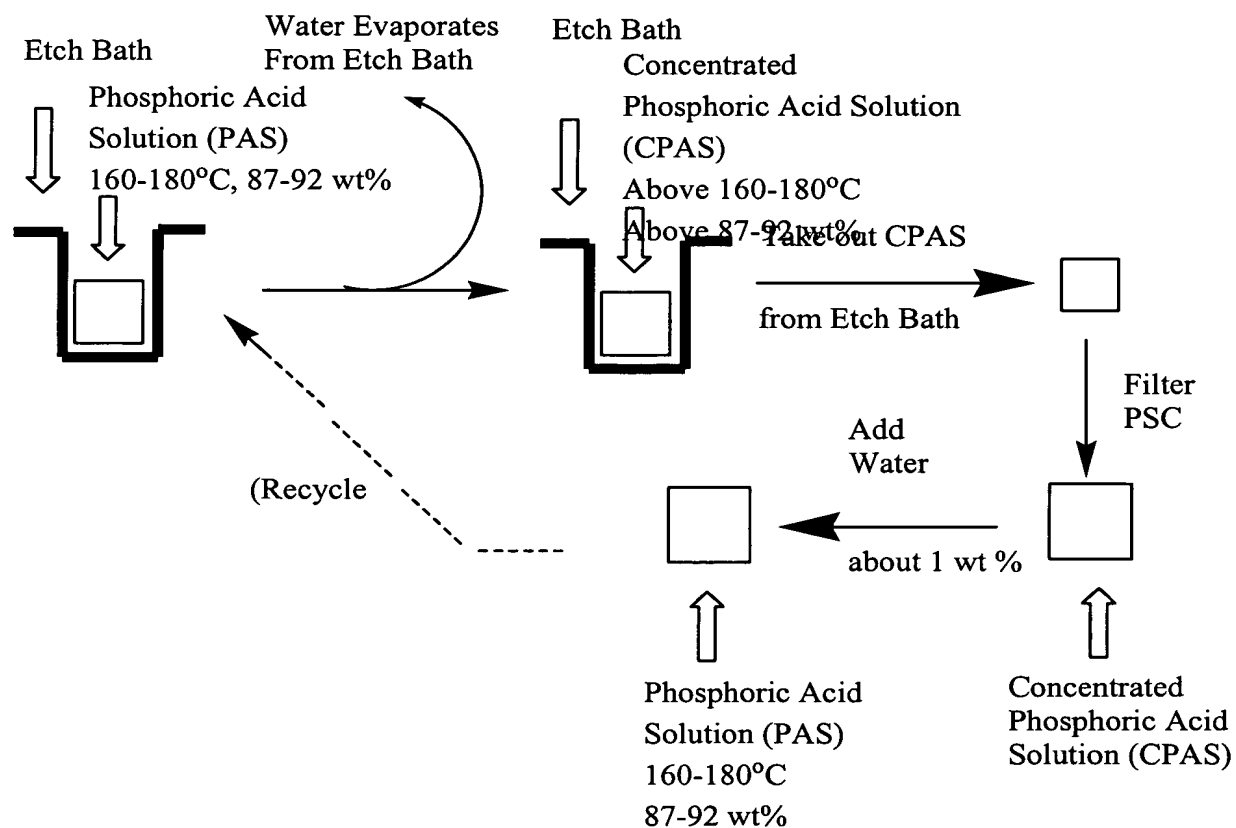 Etch Bath
Phosphoric Acid
Solution (PAS)
160-180°C, 87-92 wt%
Water Evaporates
From Etch Bath
Etch Bath
Concentrated
Phosphoric Acid Solution
(CPAS)
Above 160-180°C
Above 87-92 wt%
Take out CPAS
from Etch Bath
Filter
PSC
Add
Water
about 1 wt %
(Recycle
Phosphoric Acid
Solution (PAS)
160-180°C
87-92 wt%
Concentrated
Phosphoric Acid
Solution (CPAS)